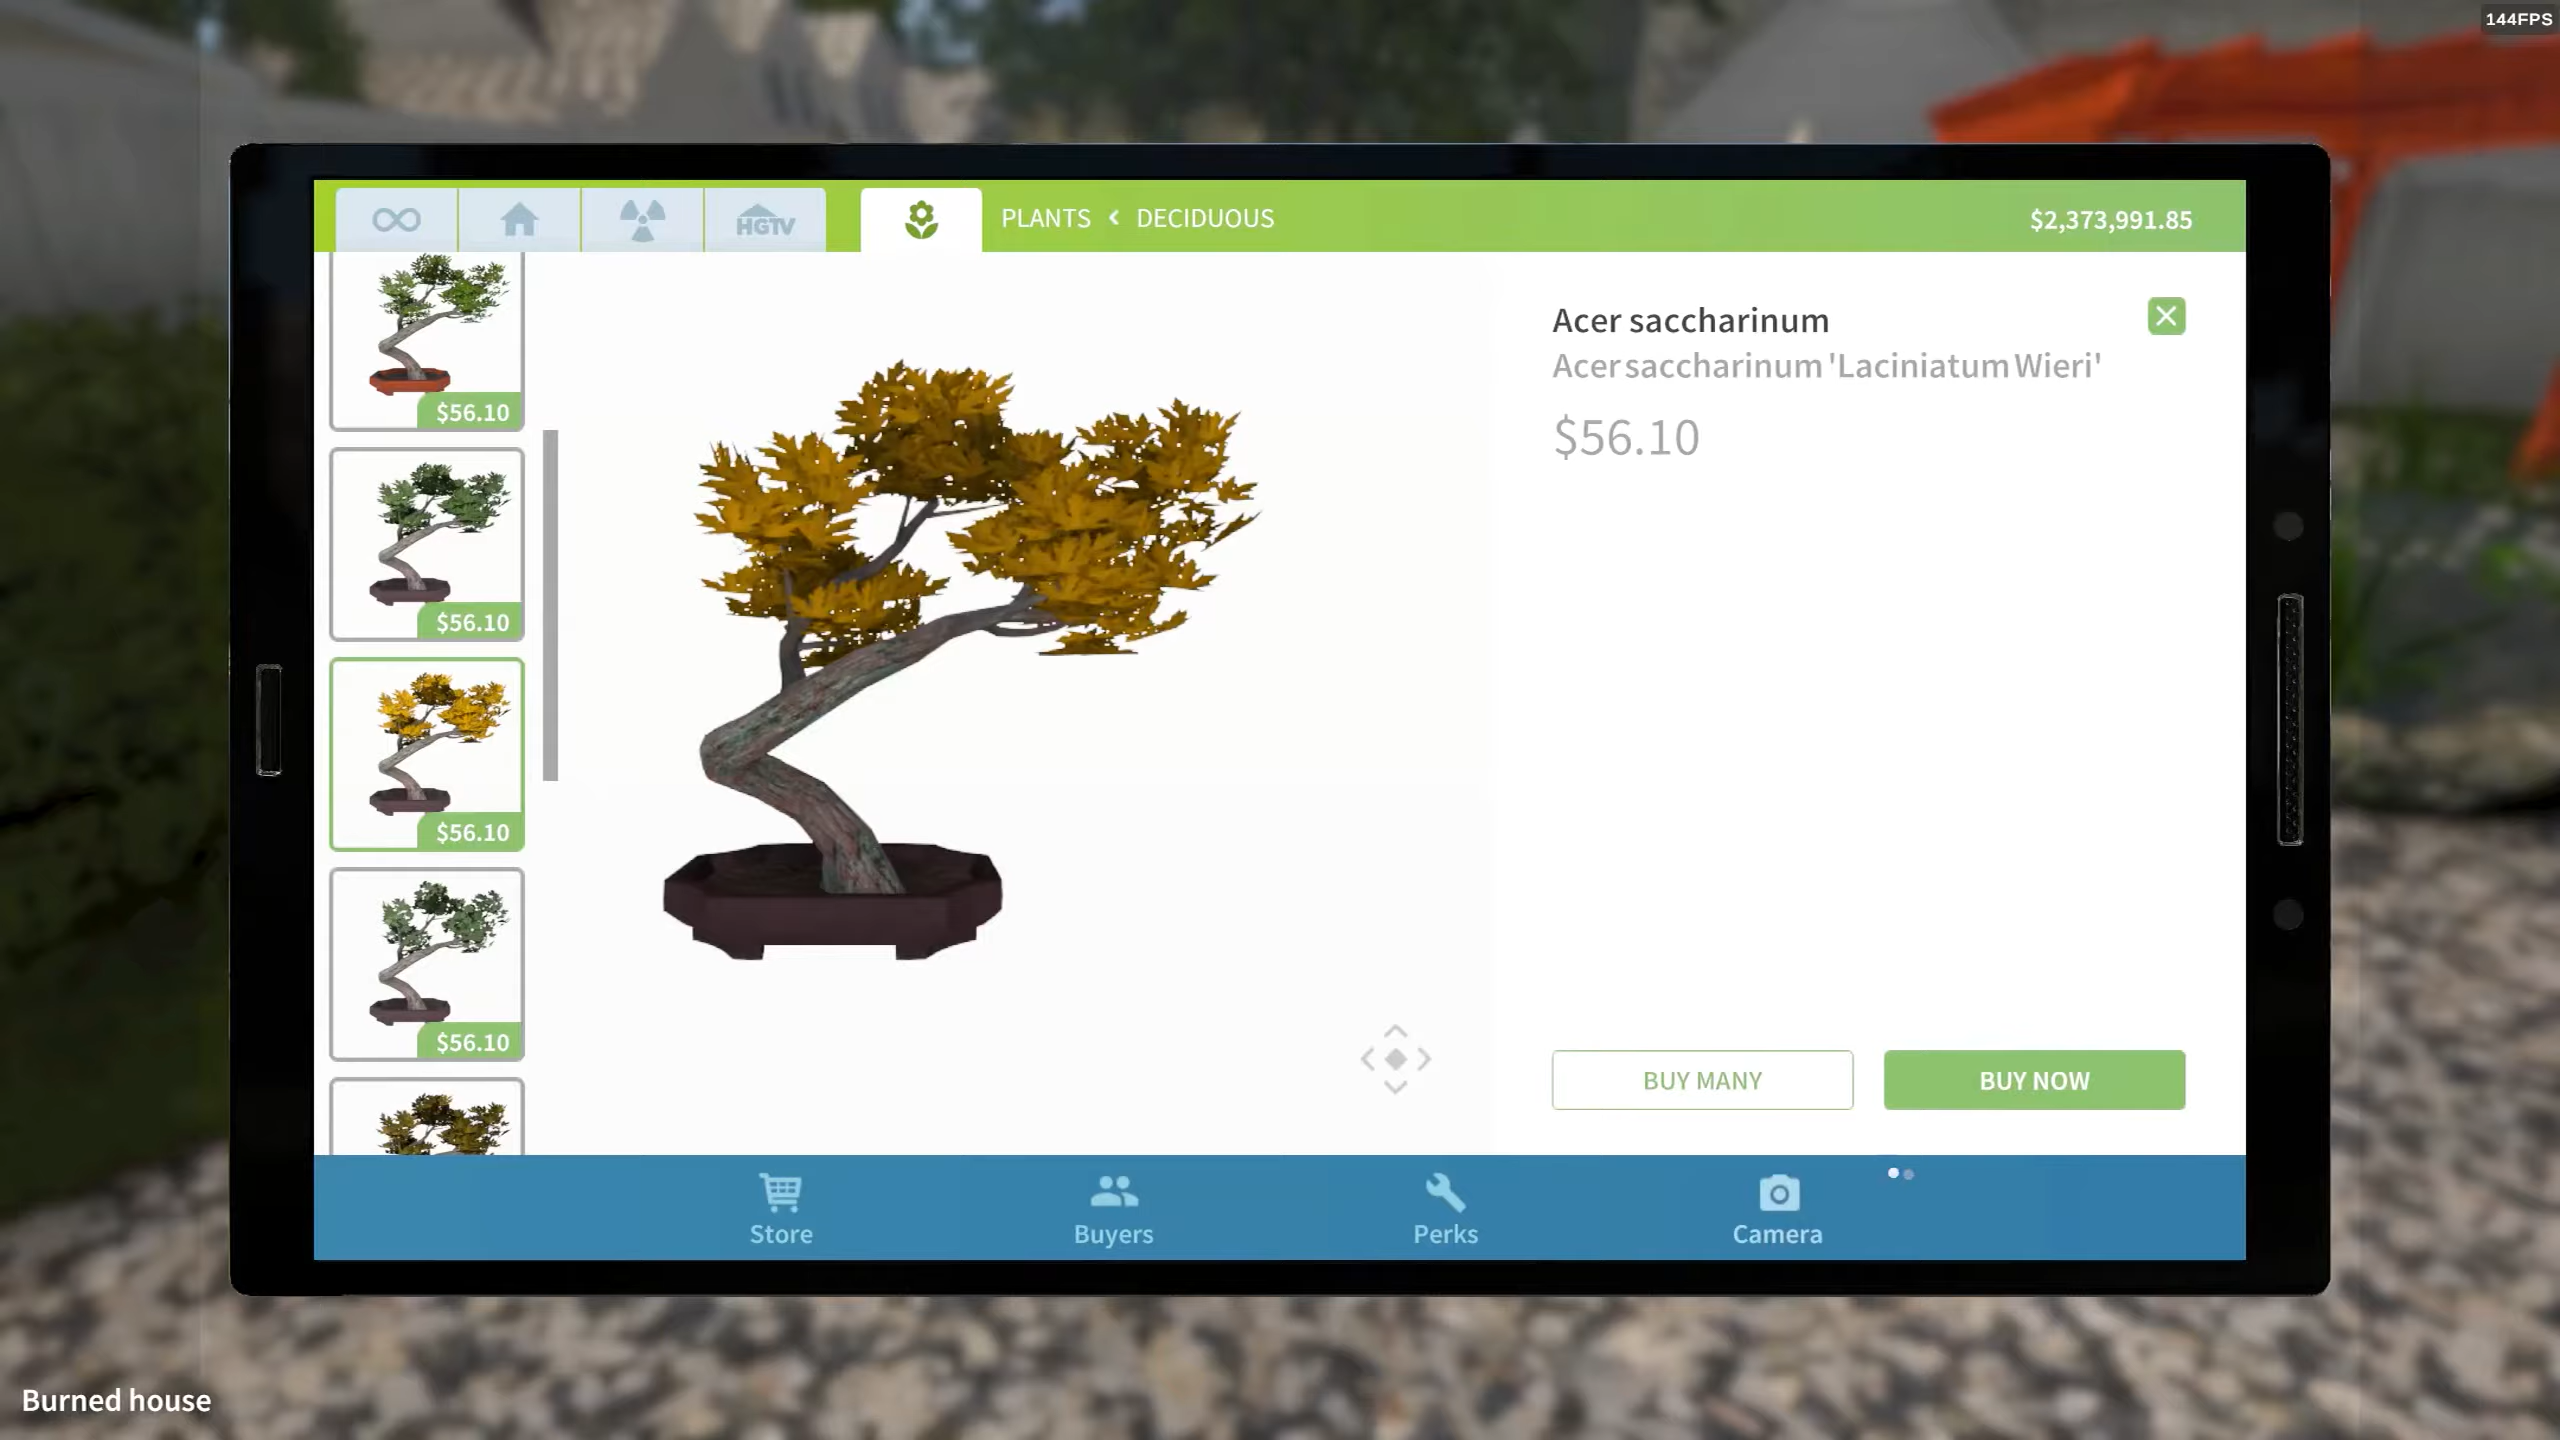 144FPS
HGTV
PLANTS < DECIDUOUS
$2,373,991.85
$56.10
$56.10
$56.10
$56.10
Acer saccharinum
Acer saccharinum 'Laciniatum Wieri'
$56.10
BUY MANY
BUY NOW
Store
Buyers
Perks
Camera
Burned house